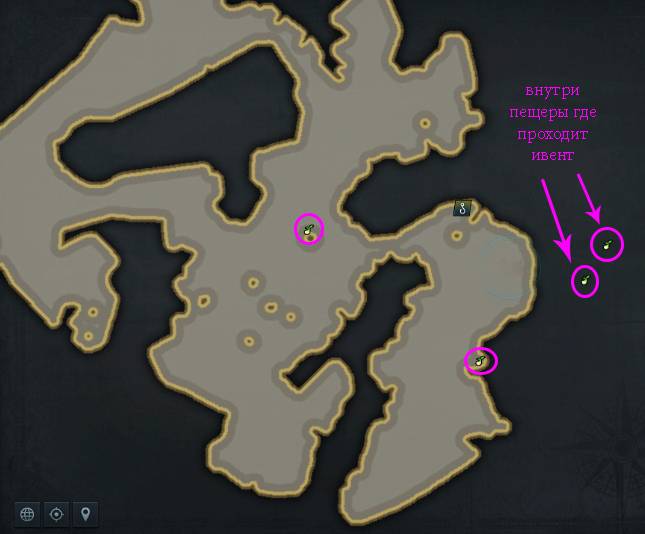 внутри
пещеры где
проходит
ивент